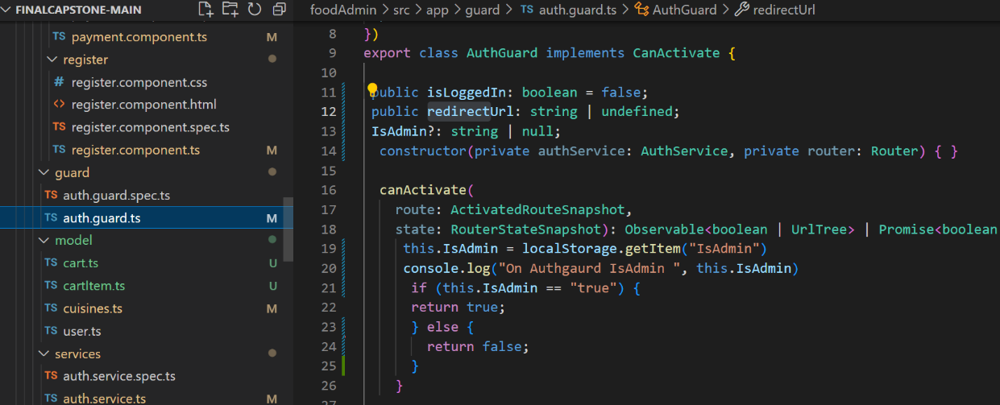 FINALCAPSTONE-MAIN
TS payment.component.ts M
register
# register.component.css
<> register.component.html
TS register.component.spec.ts
TS register.component.ts M
guard
TS auth.guard.spec.ts
TS auth.guard.ts M
model
TS cart.ts U
TS cartItem.ts U
TS cuisines.ts M
TS user.ts
services
TS auth.service.spec.ts
TS auth.service.ts M
foodAdmin > src > app > guard > TS auth.guard.ts > AuthGuard > redirectUrl
8 })
9 export class AuthGuard implements CanActivate {
10
11 public isLoggedIn: boolean = false;
12 public redirectUrl: string | undefined;
13 IsAdmin?: string | null;
14 constructor(private authService: AuthService, private router: Router) { }
15
16 canActivate(
17 route: ActivatedRouteSnapshot,
18 state: RouterStateSnapshot): Observable<boolean | UrlTree> | Promise<boolean
19 this.IsAdmin = localStorage.getItem("IsAdmin")
20 console.log("On Authgaurd IsAdmin ", this.IsAdmin)
21 if (this.IsAdmin == "true") {
22 return true;
23 } else {
24 return false;
25 }
26 }
27